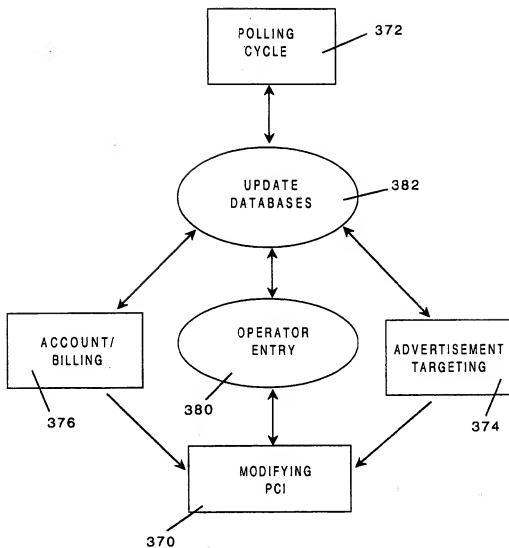 POLLING
CYCLE
372
UPDATE
DATABASES
382
ACCOUNT/
BILLING
376
OPERATOR
ENTRY
380
ADVERTISEMENT
TARGETING
374
MODIFYING
PCI
370